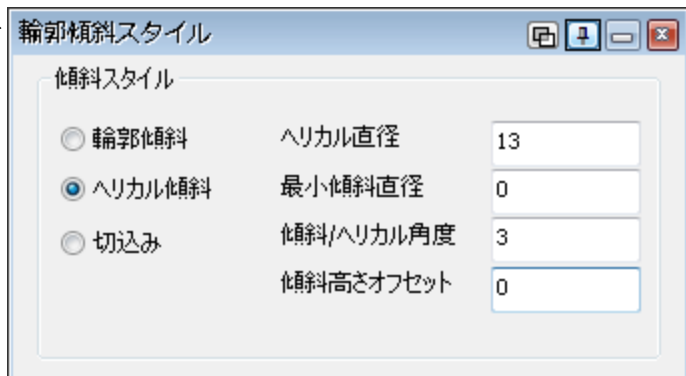 輪郭傾斜スタイル
傾斜スタイル
輪郭傾斜 ヘリカル直径 13
ヘリカル傾斜 最小傾斜直径 0
切込み 傾斜/ヘリカル角度 3
傾斜高さオフセット 0